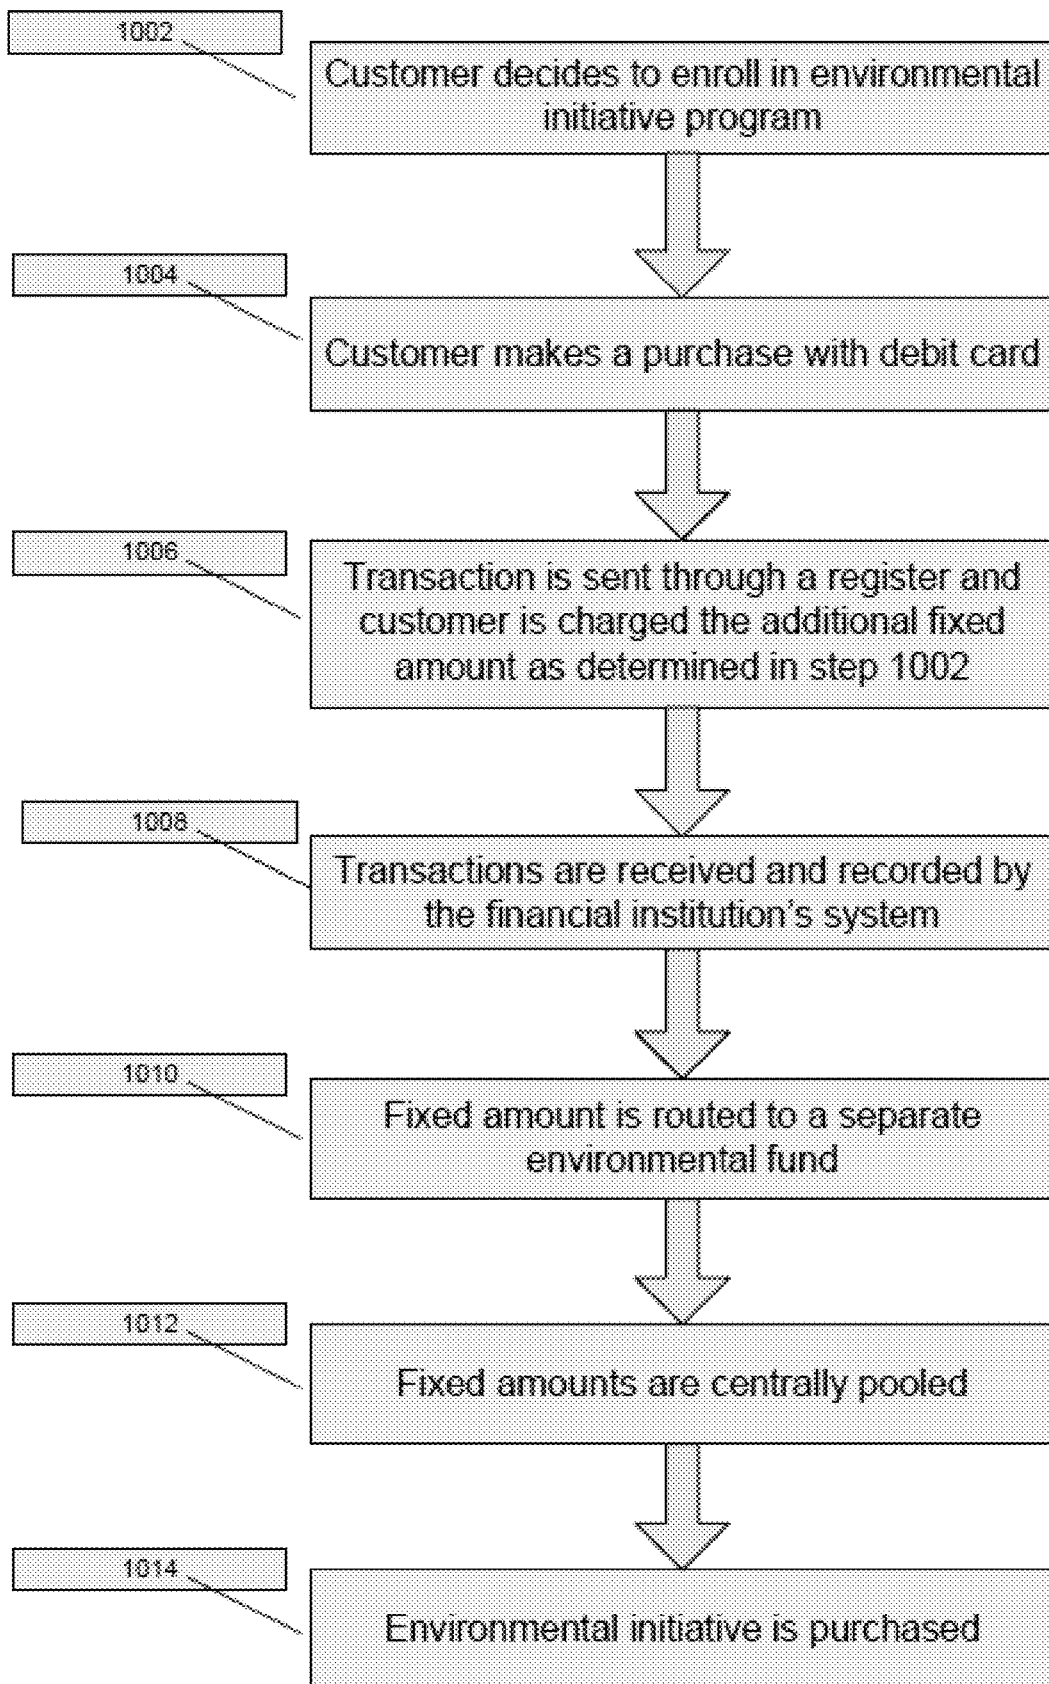 1002
Customer decides to enroll in environmental
initiative program
1004
Customer makes a purchase with debit card
1006
Transaction is sent through a register and
customer is charged the additional fixed
amount as determined in step 1002
1008
Transactions are received and recorded by
the financial institution's system
1010
Fixed amount is routed to a separate
environmental fund
1012
Fixed amounts are centrally pooled
1014
Environmental initiative is purchased